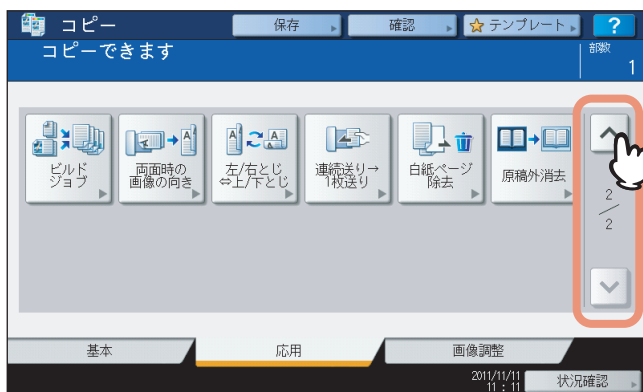 コピー
保存
確認
テンプレート
?
コピーできます
部数
1
ビルド
ジョブ
両面時の
画像の向き
左/右とじ
⇔上/下とじ
連続送り→
1枚送り
白紙ページ
除去
原稿外消去
2
/
2
基本
応用
画像調整
2011/11/11
11 : 11
状況確認